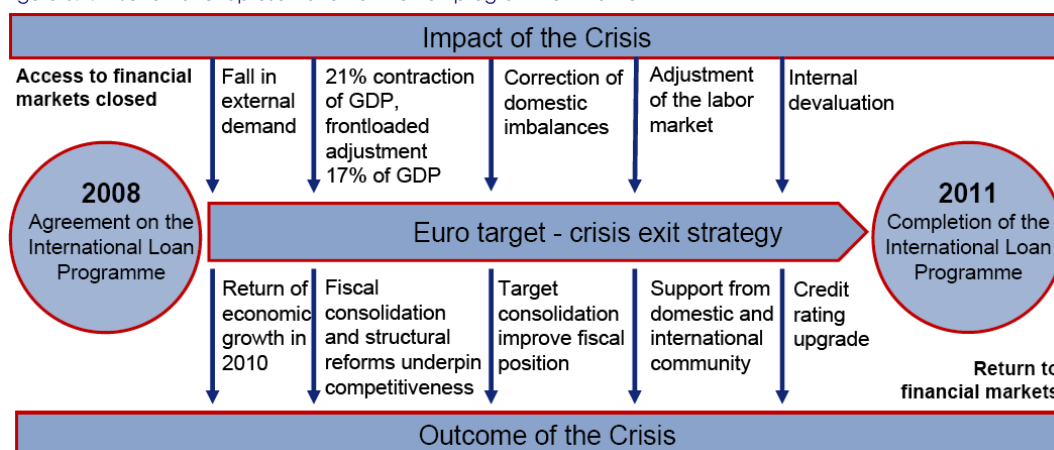 Impact of the Crisis
Access to financial
markets closed
Fall in
external
demand
21% contraction
of GDP,
frontloaded
adjustment
17% of GDP
Correction of
domestic
imbalances
Adjustment
of the labor
market
Internal
devaluation
2008
Agreement on the
International Loan
Programme
Euro target - crisis exit strategy
2011
Completion of the
International Loan
Programme
Return of
economic
growth in
2010
Fiscal
consolidation
and structural
reforms underpin
competitiveness
Target
consolidation
improve fiscal
position
Support from
domestic and
international
community
Credit
rating
upgrade
Return to
financial markets
Outcome of the Crisis